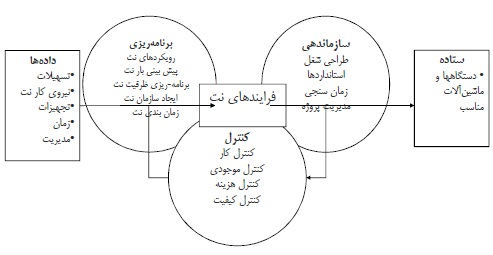 داده‌ها
•تسهیلات
•نیروی کار نت
•تجهیزات
•زمان
•مدیریت
برنامه‌ریزی
رویکردهای نت
پیش بینی بار نت
برنامه-ریزی ظرفیت نت
ایجاد سازمان نت
زمان بندی نت
فرایندهای نت
سازماندهی
طراحی شغل
استانداردها
زمان سنجی
مدیریت پروژه
کنترل
کنترل کار
کنترل موجودی
کنترل هزینه
کنترل کیفیت
ستاده
• دستگاهها و
ماشین‌آلات
مناسب